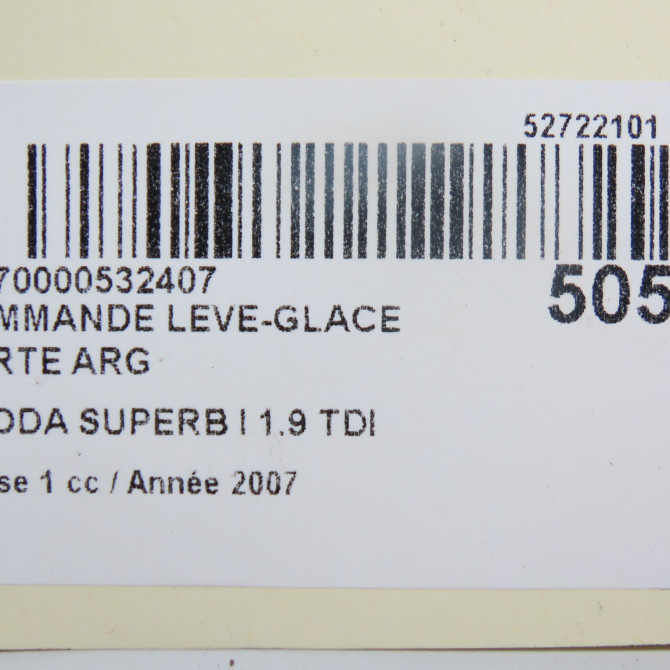 52722101
70000532407
505
MMANDE LEVE-GLACE
RTE ARG
ODA SUPERB I 1.9 TDI
se 1 cc / Année 2007